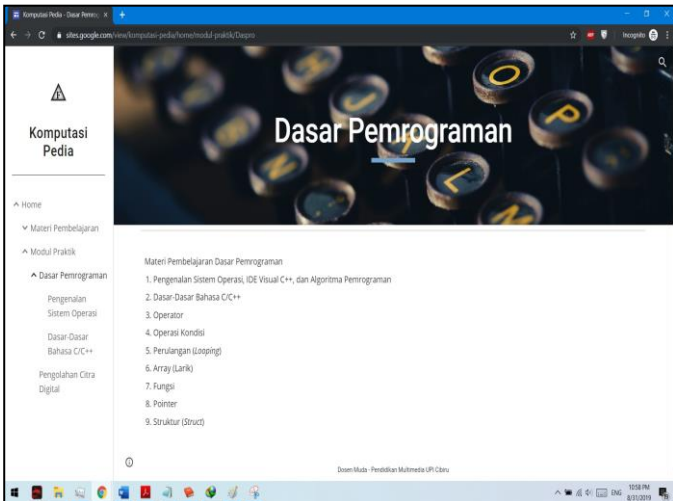 Komputasi Pedia - Dasar Pemro
sites.google.com/view/komputasi-pedia/home/modul-praktik/Daspro
Incognito
Komputasi
Pedia
Home
Materi Pembelajaran
Modul Praktik
Dasar Pemrograman
Pengenalan
Sistem Operasi
Dasar-Dasar
Bahasa C/C++
Pengolahan Citra
Digital
Dasar Pemrograman
Materi Pembelajaran Dasar Pemrograman
1. Pengenalan Sistem Operasi, IDE Visual C++, dan Algoritma Pemrograman
2. Dasar-Dasar Bahasa C/C++
3. Operator
4. Operasi Kondisi
5. Perulangan (Looping)
6. Array (Larik)
7. Fungsi
8. Pointer
9. Struktur (Struct)
Dosen Muda - Pendidikan Multimedia UPI Cibiru
ENG
10:58 PM
8/31/2019